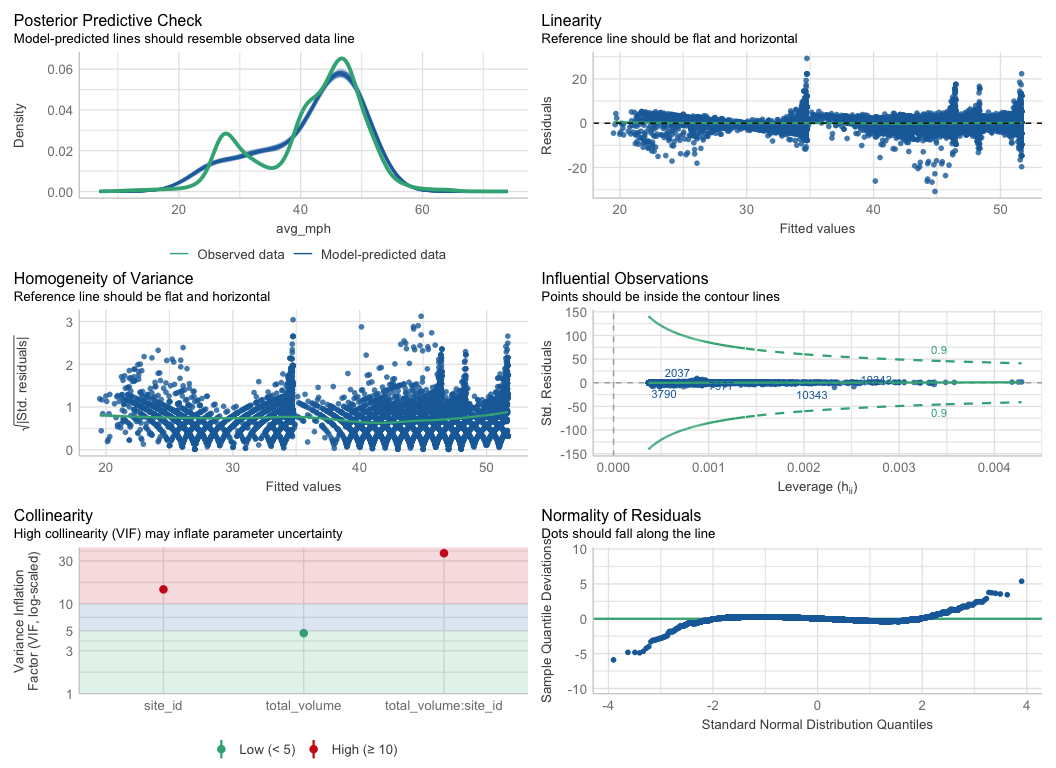 Posterior Predictive Check
Model-predicted lines should resemble observed data line
0.06
0.04
0.02
0.00
Density
20
40
60
avg_mph
Observed data
Model-predicted data
Linearity
Reference line should be flat and horizontal
20
0
-20
Residuals
20
30
40
50
Fitted values
Homogeneity of Variance
Reference line should be flat and horizontal
3
2
1
0
√|Std. residuals|
20
30
40
50
Fitted values
Influential Observations
Points should be inside the contour lines
150
100
50
0
-50
-100
-150
Std. Residuals
0.9
0.9
2037
3790
10343
0.000
0.001
0.002
0.003
0.004
Leverage (hii)
Collinearity
High collinearity (VIF) may inflate parameter uncertainty
30
10
5
3
1
Variance Inflation
Factor (VIF, log-scaled)
site_id
total_volume
total_volume:site_id
Low (< 5)
High (≥ 10)
Normality of Residuals
Dots should fall along the line
10
5
0
-5
-10
Sample Quantile Deviations
-4
-2
0
2
4
Standard Normal Distribution Quantiles